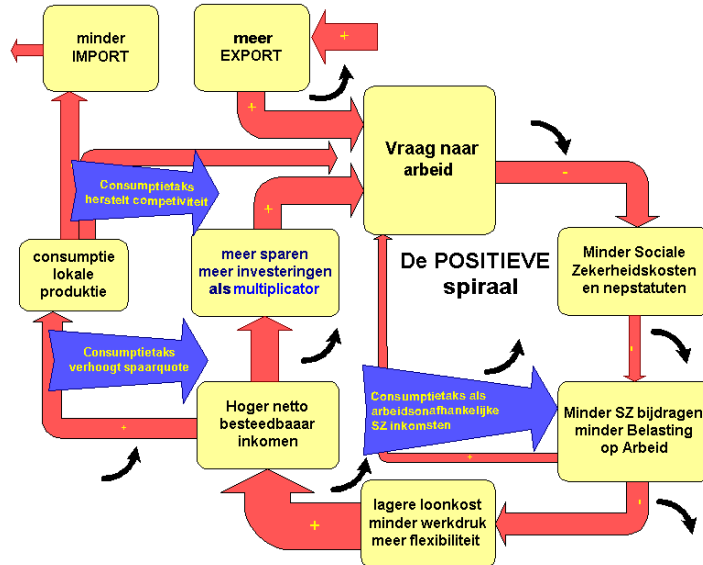 minder
IMPORT
meer
EXPORT
+
+
Vraag naar
arbeid
-
Consumptietaks
herstelt competiviteit
+
consumptie
lokale
produktie
meer sparen
meer investeringen
als multiplicator
De POSITIEVE
spiraal
Minder Sociale
Zekerheidskosten
en nepstatuten
-
Consumptietaks
verhoogt spaarquote
+
Hoger netto
besteedbaaar
inkomen
Consumptietaks als
arbeidsonafhankelijke
SZ inkomsten
Minder SZ bijdragen
minder Belasting
op Arbeid
+
+
lagere loonkost
minder werkdruk
meer flexibiliteit
+
+
-